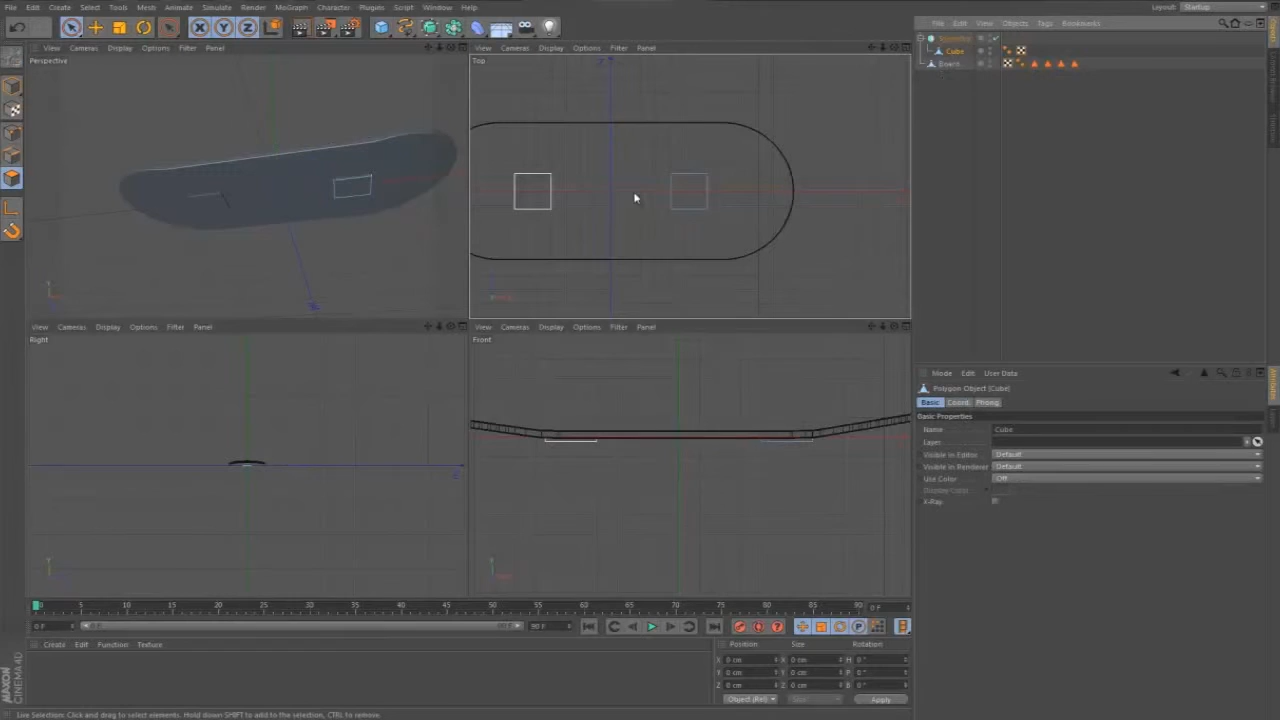 File Edit Create Select Tools Mesh Animate Simulate Render MoGraph Character Plugins Script Window Help
Layout: Startup
File Edit View Objects Tags Bookmarks
Cube
Board
View Cameras Display Options Filter Panel
View Cameras Display Options Filter Panel
Perspective
Top
View Cameras Display Options Filter Panel
View Cameras Display Options Filter Panel
Right
Front
Mode Edit User Data
Polygon Object [Cube]
Basic Coord. Phong
Basic Properties
Name Cube
Layer
Visible in Editor Default
Visible in Renderer Default
Use Color Off
Display Color
X-Ray
0 5 10 15 20 25 30 35 40 45 50 55 60 65 70 75 80 85 90 0 F
0 F 90 F
Create Edit Function Texture
Position Size Rotation
X 0 cm X 0 cm H 0 °
Y 0 cm Y 0 cm P 0 °
Z 0 cm Z 0 cm B 0 °
Object (Rel) Size Apply
MAXON
CINEMA 4D
Live Selection: Click and drag to select elements. Hold down SHIFT to add to the selection, CTRL to remove.